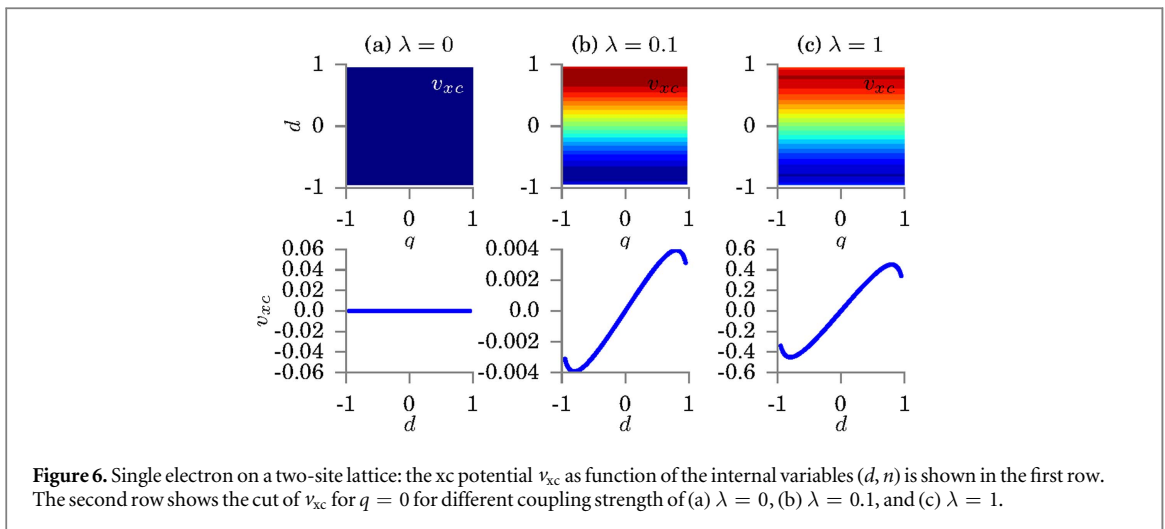 (a) λ = 0
(b) λ = 0.1
(c) λ = 1
1
0
-1
d
v_xc
-1 0 1
q
1
0
-1
v_xc
-1 0 1
q
1
0
-1
v_xc
-1 0 1
q
0.06
0.04
0.02
0.0
-0.02
-0.04
-0.06
v_xc
-1 0 1
d
0.004
0.002
0.0
-0.002
-0.004
-1 0 1
d
0.6
0.4
0.2
0.0
-0.2
-0.4
-0.6
-1 0 1
d
Figure 6. Single electron on a two-site lattice: the xc potential ν_xc as function of the internal variables (d, n) is shown in the first row.
The second row shows the cut of ν_xc for q = 0 for different coupling strength of (a) λ = 0, (b) λ = 0.1, and (c) λ = 1.